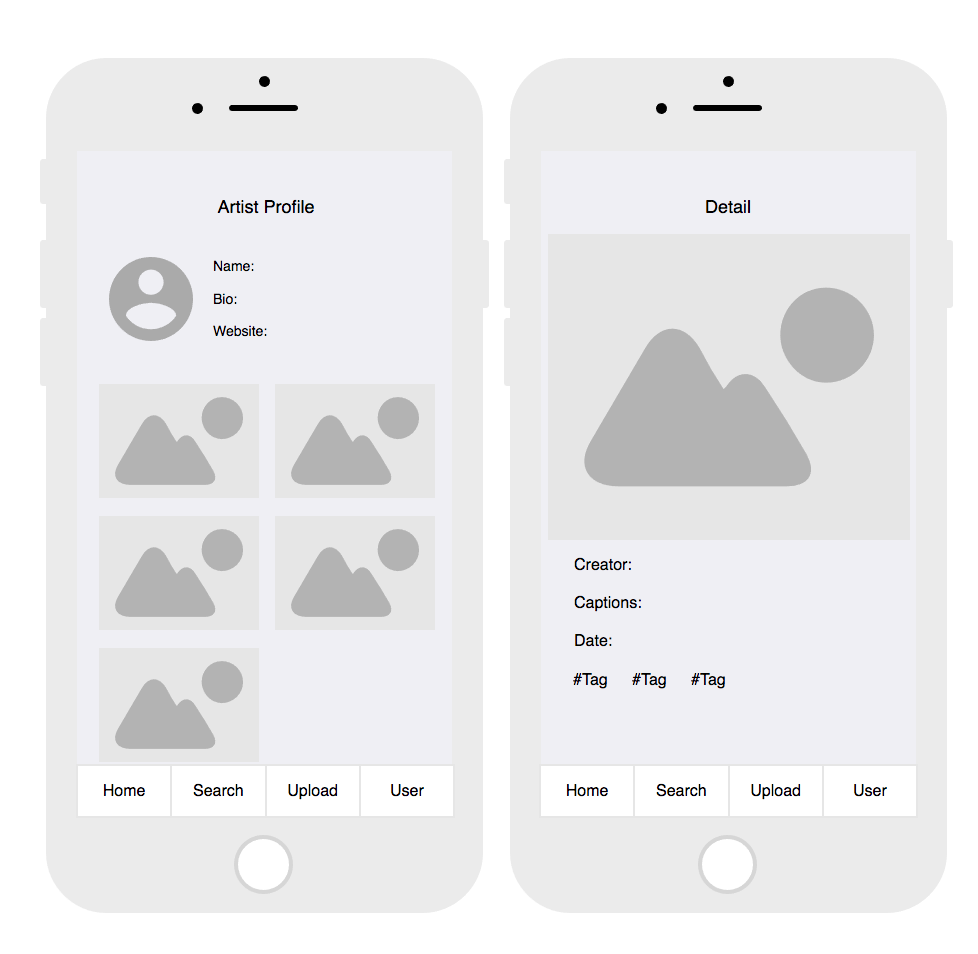 Artist Profile
Name:
Bio:
Website:
Home Search Upload User
Detail
Creator:
Captions:
Date:
#Tag #Tag #Tag
Home Search Upload User